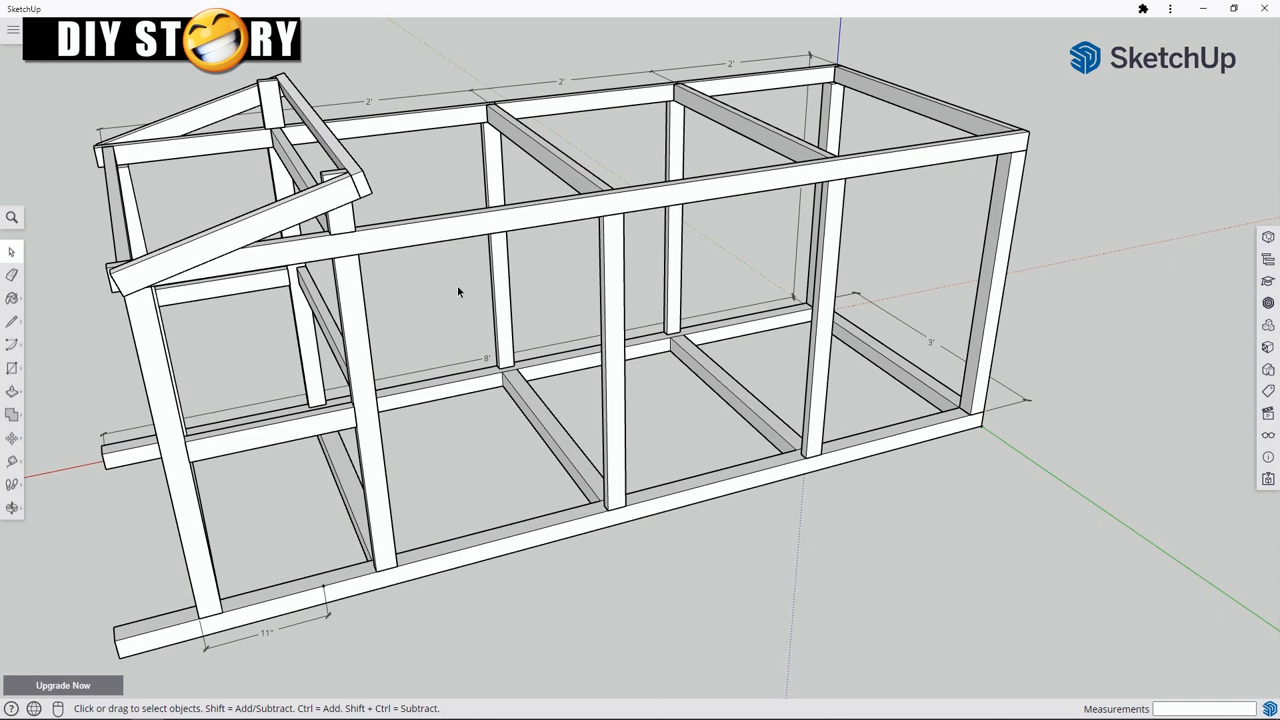 SketchUp
DIY ST😄RY
SketchUp
2'
2'
2'
8'
3'
11"
Upgrade Now
Click or drag to select objects. Shift = Add/Subtract. Ctrl = Add. Shift + Ctrl = Subtract.
Measurements